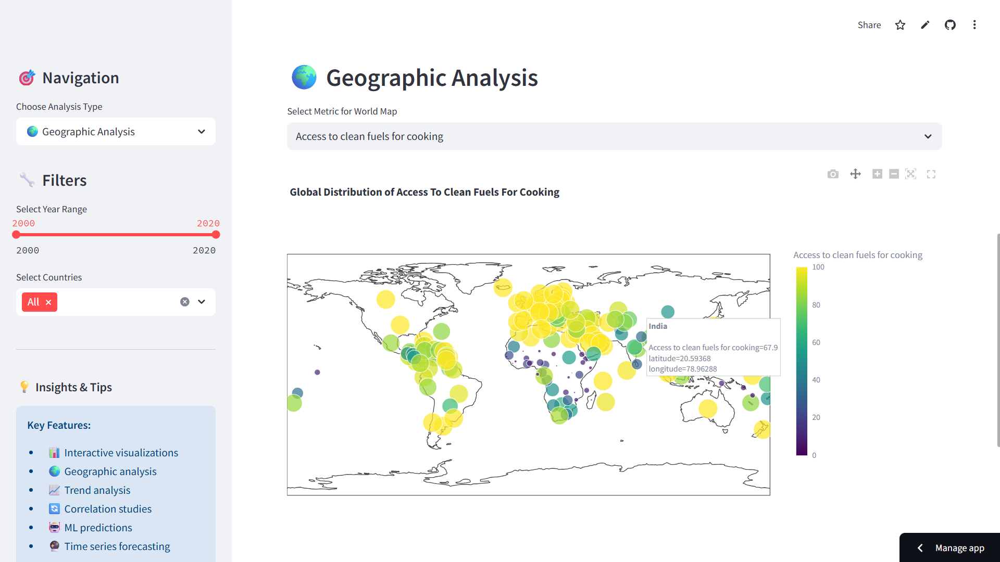 Share
Navigation
Choose Analysis Type
Geographic Analysis
Filters
Select Year Range
2000 2020
2000 2020
Select Countries
All
Insights & Tips
Key Features:
• Interactive visualizations
• Geographic analysis
• Trend analysis
• Correlation studies
• ML predictions
• Time series forecasting
Geographic Analysis
Select Metric for World Map
Access to clean fuels for cooking
Global Distribution of Access To Clean Fuels For Cooking
India
Access to clean fuels for cooking=67.9
latitude=20.59368
longitude=78.96288
Access to clean fuels for cooking
100
80
60
40
20
0
Manage app